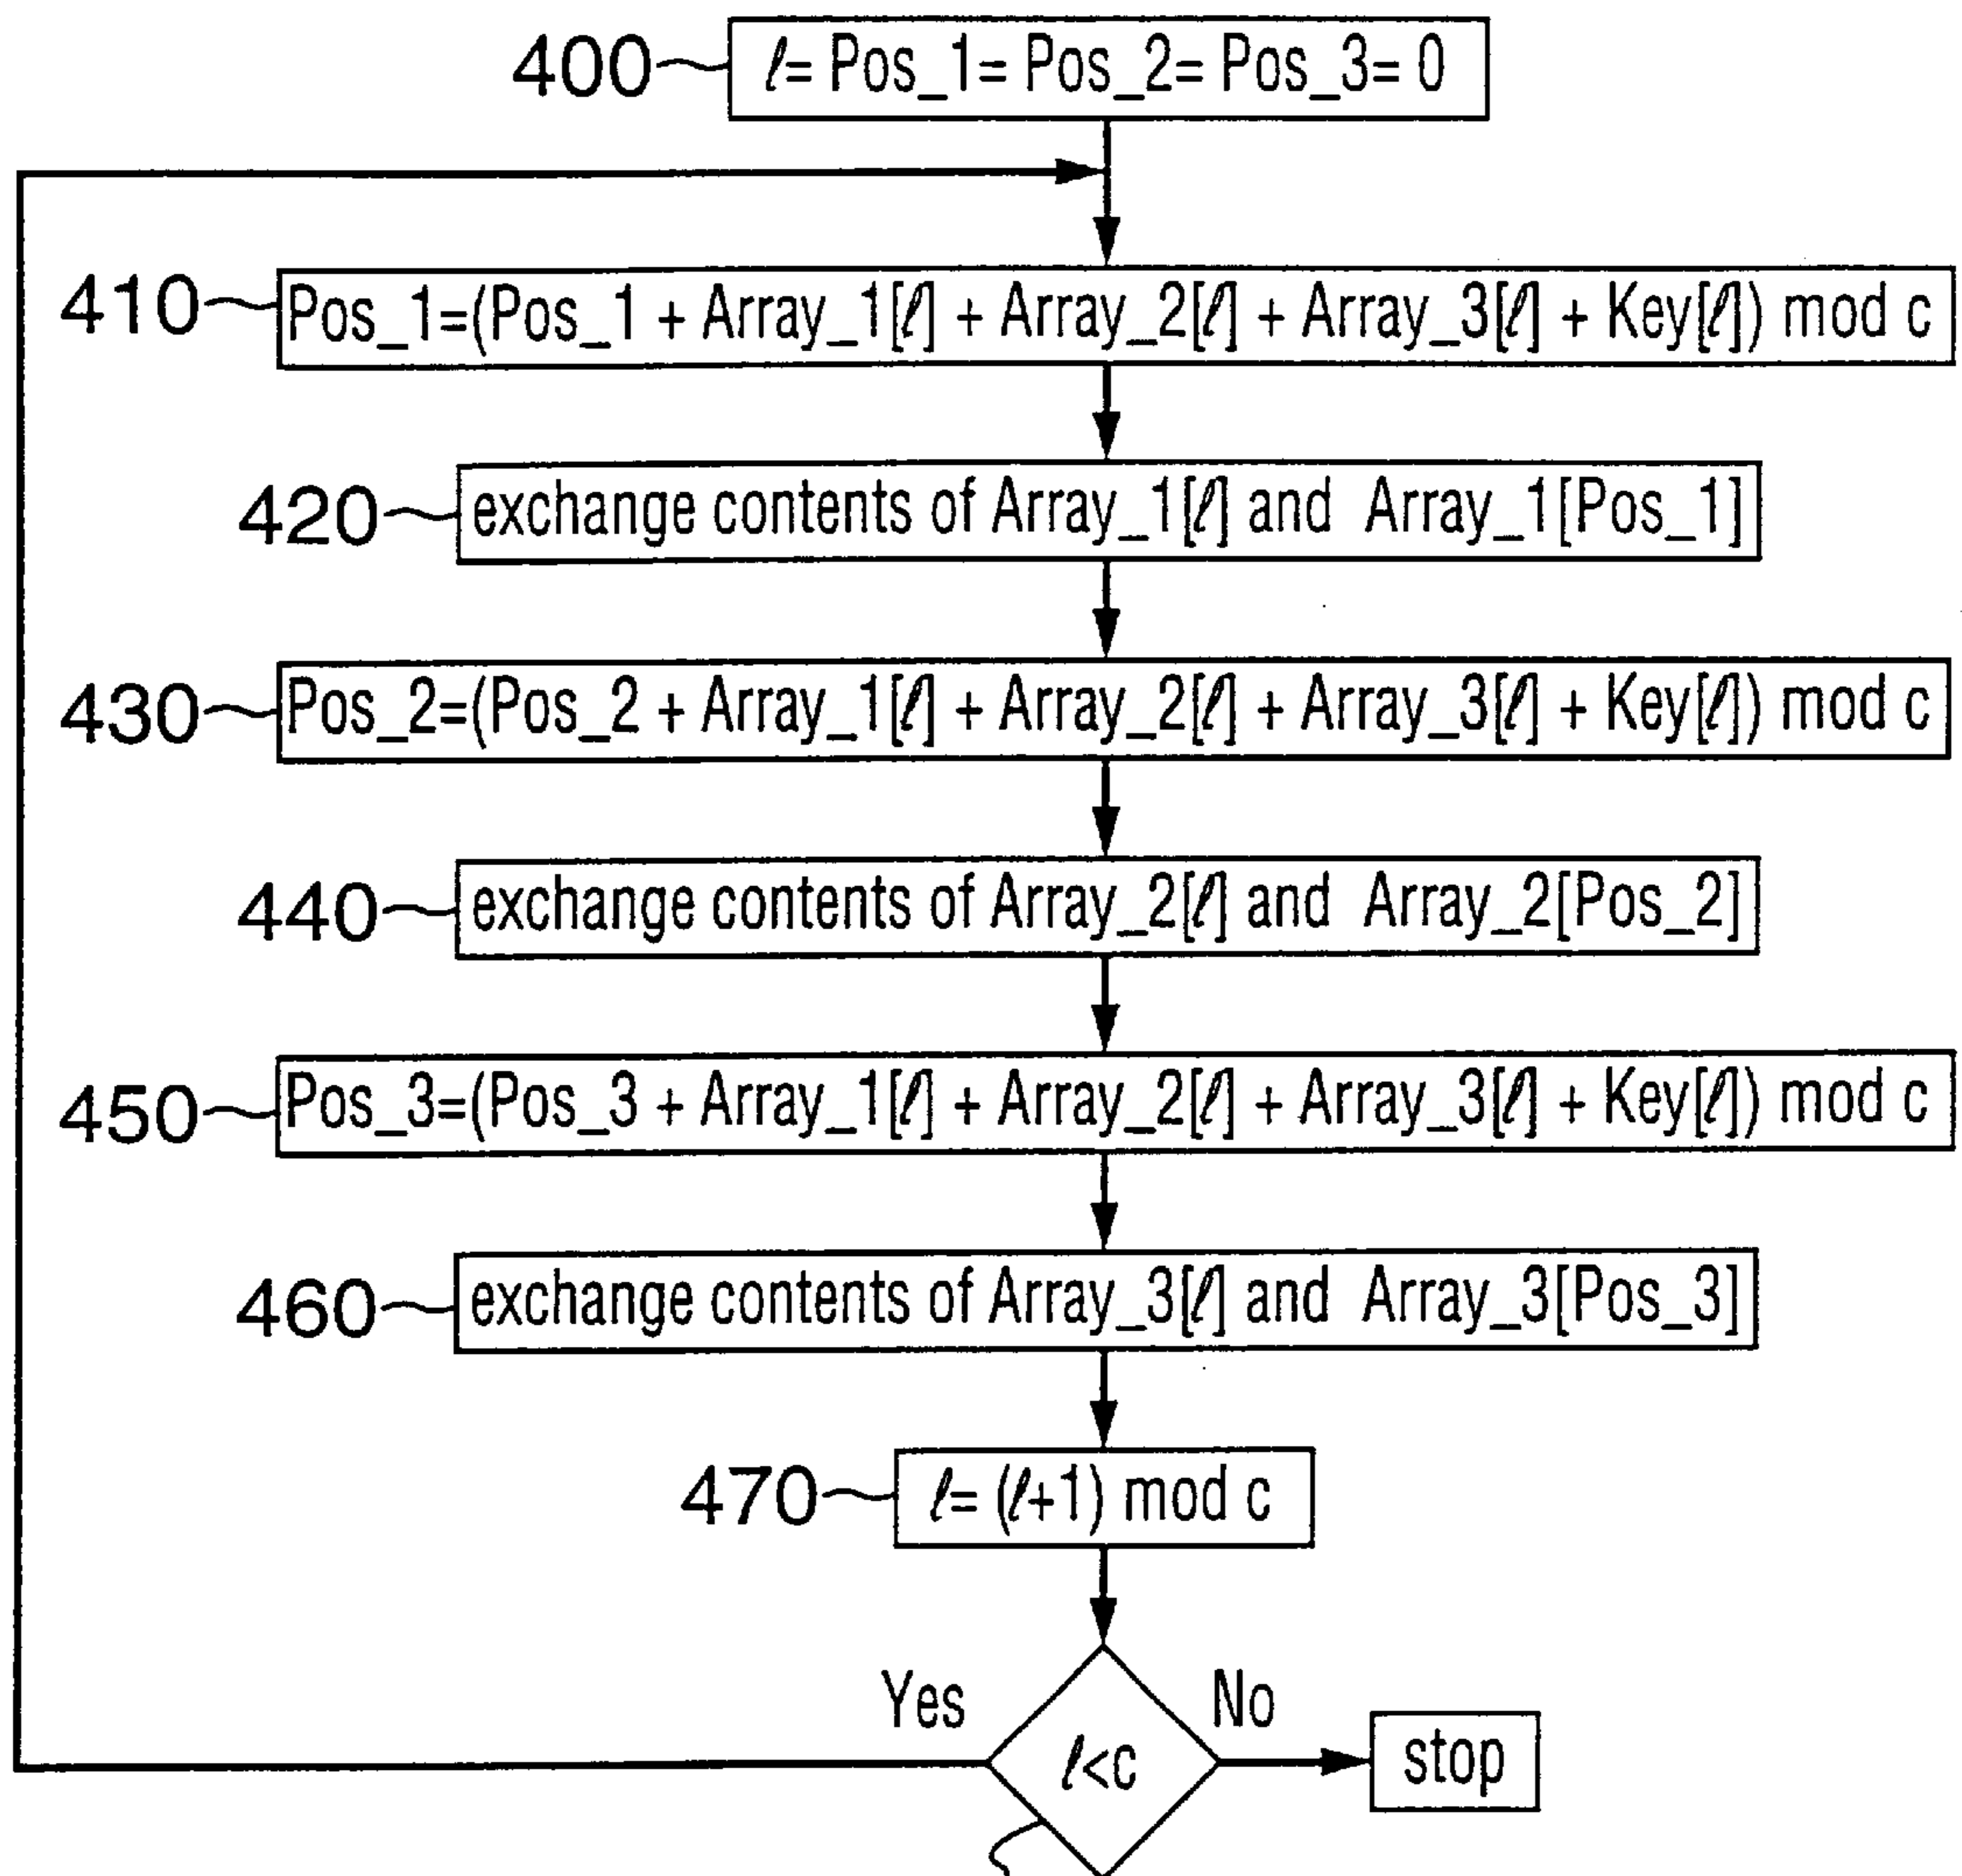 400 ℓ= Pos_1= Pos_2= Pos_3= 0
410 Pos_1=(Pos_1 + Array_1[ℓ] + Array_2[ℓ] + Array_3[ℓ] + Key[ℓ]) mod c
420 exchange contents of Array_1[ℓ] and Array_1[Pos_1]
430 Pos_2=(Pos_2 + Array_1[ℓ] + Array_2[ℓ] + Array_3[ℓ] + Key[ℓ]) mod c
440 exchange contents of Array_2[ℓ] and Array_2[Pos_2]
450 Pos_3=(Pos_3 + Array_1[ℓ] + Array_2[ℓ] + Array_3[ℓ] + Key[ℓ]) mod c
460 exchange contents of Array_3[ℓ] and Array_3[Pos_3]
470 ℓ= (ℓ+1) mod c
Yes No
ℓ<c stop